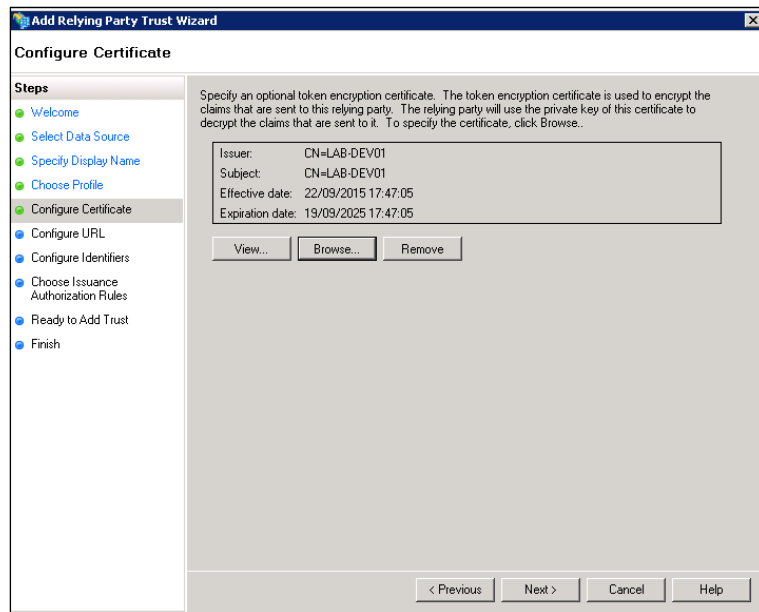 Add Relying Party Trust Wizard
Configure Certificate
Steps
Welcome
Select Data Source
Specify Display Name
Choose Profile
Configure Certificate
Configure URL
Configure Identifiers
Choose Issuance
Authorization Rules
Ready to Add Trust
Finish
Specify an optional token encryption certificate. The token encryption certificate is used to encrypt the
claims that are sent to this relying party. The relying party will use the private key of this certificate to
decrypt the claims that are sent to it. To specify the certificate, click Browse..
Issuer: CN=LAB-DEV01
Subject: CN=LAB-DEV01
Effective date: 22/09/2015 17:47:05
Expiration date: 19/09/2025 17:47:05
View... Browse... Remove
< Previous Next > Cancel Help